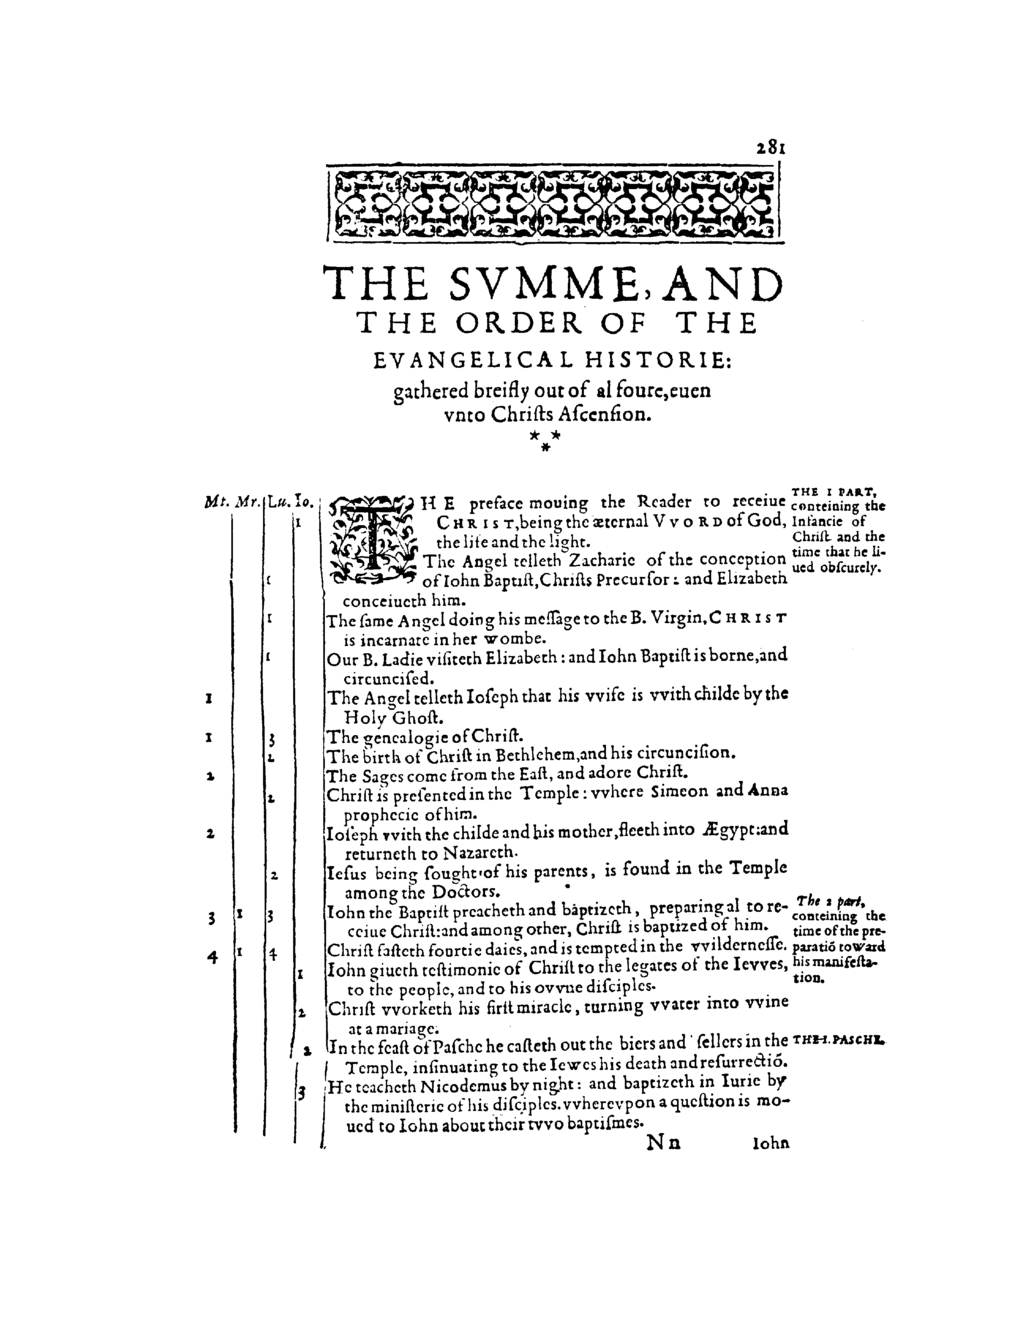 281
THE SVMME, AND
THE ORDER OF THE
EVANGELICAL HISTORIE:
gathered breifly out of al foure,euen
vnto Chriſts Aſcenſion.
* *
*
Mt. Mr. Lu. Io.
1 THE preface mouing the Reader to receiue
CHRIST,being the æternal VvORD of God,
the life and the light.
THE 1 PART,
conteining the
Infancie of
Chriſt and the
time that he li-
ued obſcurely.
1 The Angel telleth Zacharie of the conception
of Iohn Baptiſt,Chriſts Precurſor: and Elizabeth
conceiueth him.
1 The ſame Angel doing his meſſage to the B. Virgin,CHRIST
is incarnate in her wombe.
1 Our B. Ladie viſiteth Elizabeth: and Iohn Baptiſt is borne,and
circunciſed.
1 The Angel telleth Ioſeph that his vviſe is vvith childe by the
Holy Ghoſt.
1 3 The genealogie of Chriſt.
2 The birth of Chriſt in Bethlehem,and his circunciſion.
2 The Sages come from the Eaſt, and adore Chriſt.
2 Chriſt is preſented in the Temple: vvhere Simeon and Anna
prophecie of him.
2 Ioſeph vvith the childe and his mother,fleeth into Ægypt:and
returneth to Nazareth.
2 Ieſus being ſought of his parents, is found in the Temple
among the Doctors.
3 1 3 Iohn the Baptiſt preacheth and baptizeth, preparing al to re-
ceiue Chriſt:and among other, Chriſt is baptized of him.
The 2 part,
conteining the
time of the pre-
paratiō toward
his manifeſta-
tion.
4 1 4 Chriſt faſteth fourtie daies, and is tempted in the vvilderneſſe.
1 Iohn giueth teſtimonie of Chriſt to the legates of the Ievves,
to the people, and to his ovvne diſciples.
2 Chriſt vvorketh his firſt miracle, turning vvater into vvine
at a mariage.
2 In the feaſt of Paſche he caſteth out the biers and ſellers in the
Temple, inſinuating to the Iewes his death and reſurrectiō.
THE 1. PASCHE.
3 He teacheth Nicodemus by night: and baptizeth in Iurie by
the miniſterie of his diſciples. vvherevpon a queſtion is mo-
ued to Iohn about their tvvo baptiſmes.
Nn Iohn